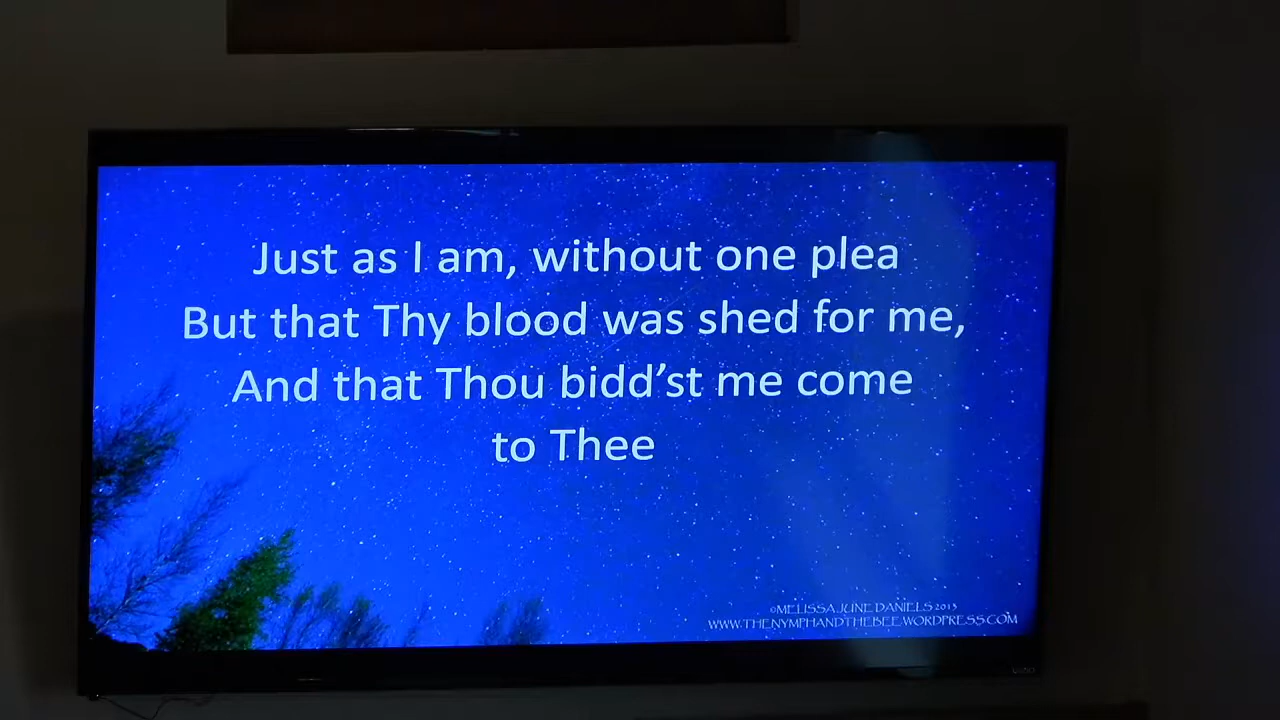 Just as I am, without one plea
But that Thy blood was shed for me,
And that Thou bidd’st me come
to Thee
©MELISSA JUNE DANIELS 2013
WWW.THENYMPHANDTHEBEE.WORDPRESS.COM